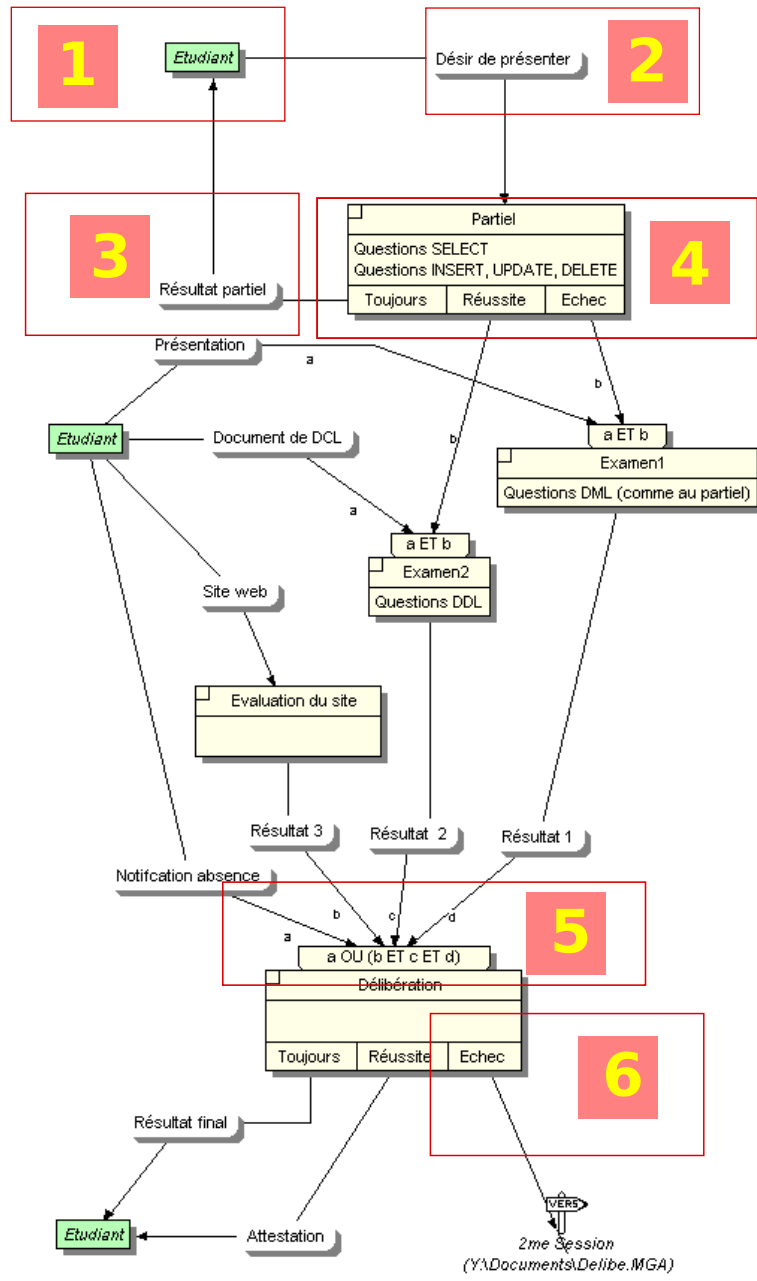 1
Etudiant
Désir de présenter
2
3
Résultat partiel
Partiel
Questions SELECT
Questions INSERT, UPDATE, DELETE
Toujours
Réussite
Echec
4
Présentation
a
b
Etudiant
Document de DCL
b
a ET b
Examen1
Questions DML (comme au partiel)
a
a ET b
Examen2
Questions DDL
Site web
Evaluation du site
Résultat 3
Résultat 2
Résultat 1
Notifcation absence
a
b
c
d
5
a OU (b ET c ET d)
Délibération
Toujours
Réussite
Echec
6
Résultat final
Etudiant
Attestation
VERS
2me Session
(Y:\Documents\Delibe.MGA)